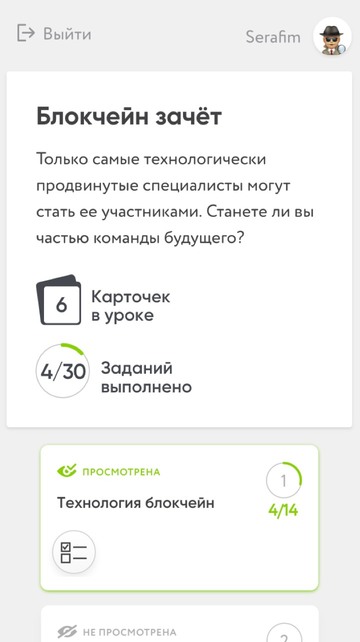 Выйти
Serafim
Блокчейн зачёт
Только самые технологически
продвинутые специалисты могут
стать ее участниками. Станете ли вы
частью команды будущего?
6
Карточек
в уроке
4/30
Заданий
выполнено
ПРОСМОТРЕНА
1
Технология блокчейн
4/14
НЕ ПРОСМОТРЕНА
2